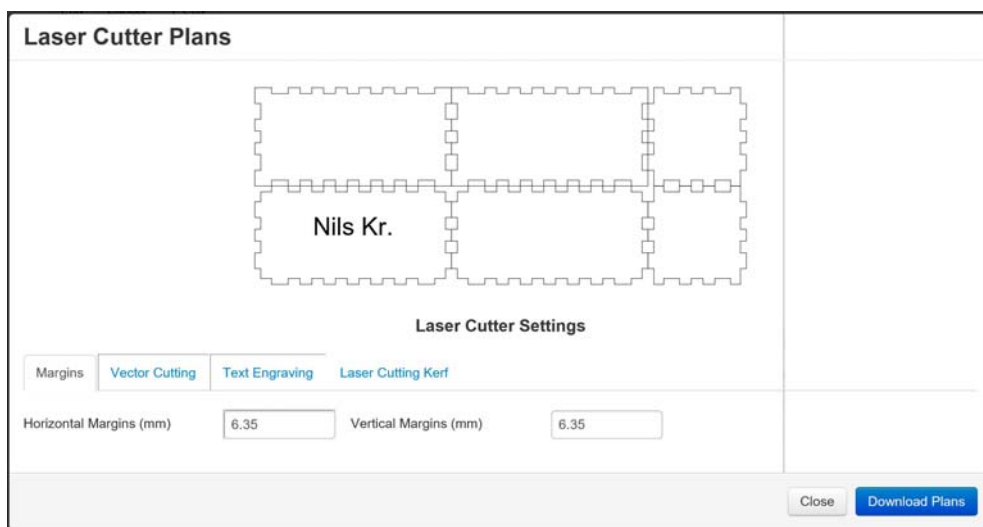 Laser Cutter Plans
Nils Kr.
Laser Cutter Settings
Margins Vector Cutting Text Engraving Laser Cutting Kerf
Horizontal Margins (mm) 6.35 Vertical Margins (mm) 6.35
Close Download Plans